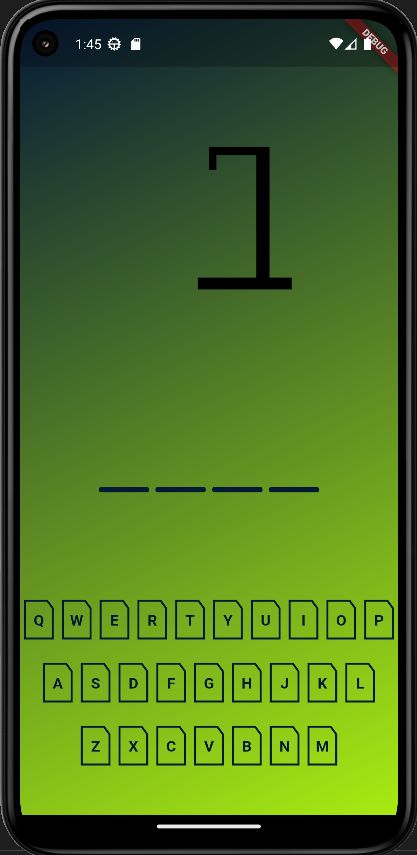 1:45
DEBUG
1
Q W E R T Y U I O P
A S D F G H J K L
Z X C V B N M